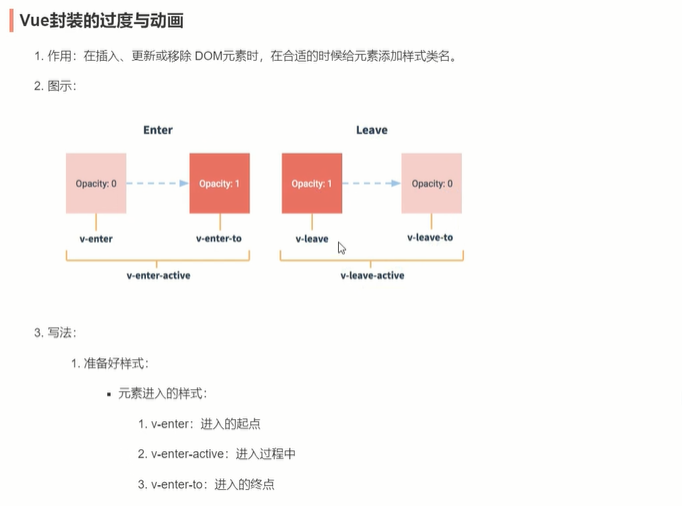 Vue封装的过度与动画
1. 作用：在插入、更新或移除 DOM元素时，在合适的时候给元素添加样式类名。
2. 图示：
Enter
Leave
Opacity: 0
Opacity: 1
Opacity: 1
Opacity: 0
v-enter
v-enter-to
v-leave
v-leave-to
v-enter-active
v-leave-active
3. 写法：
1. 准备好样式：
▪ 元素进入的样式：
1. v-enter：进入的起点
2. v-enter-active：进入过程中
3. v-enter-to：进入的终点